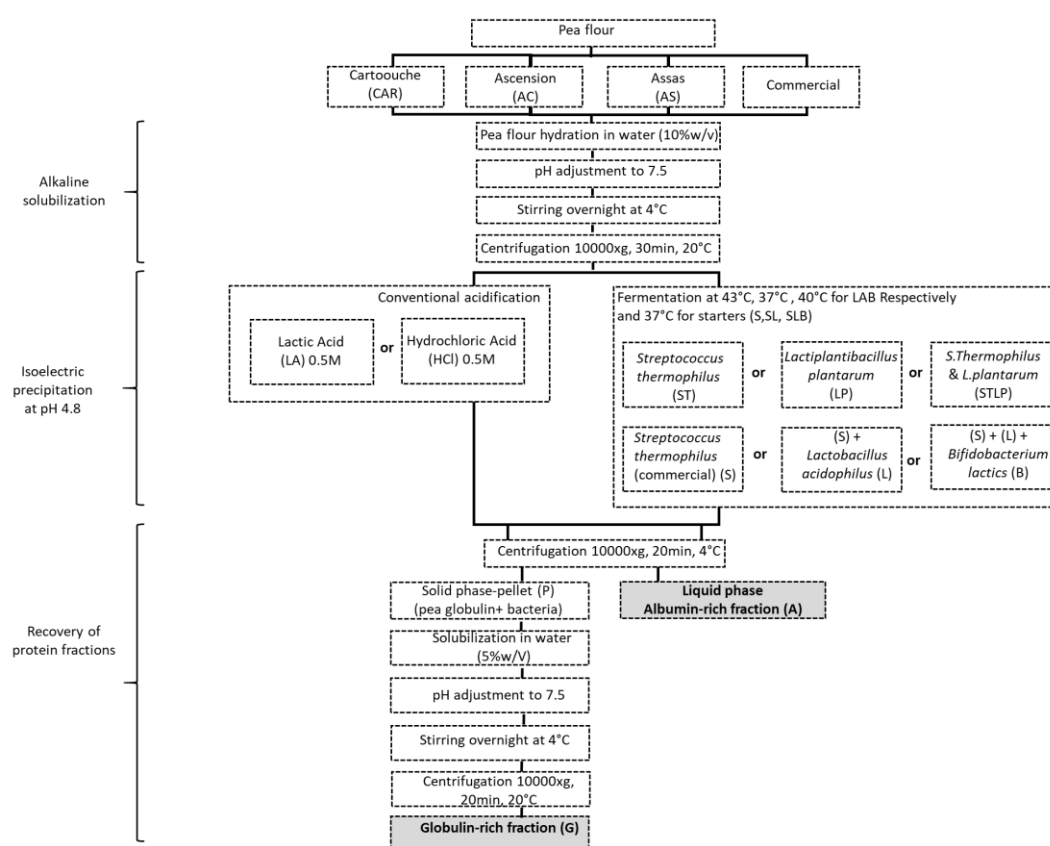 Pea flour
Cartoouche
(CAR)
Ascension
(AC)
Assas
(AS)
Commercial
Alkaline
solubilization
Pea flour hydration in water (10%w/v)
pH adjustment to 7.5
Stirring overnight at 4°C
Centrifugation 10000xg, 30min, 20°C
Isoelectric
precipitation
at pH 4.8
Conventional acidification
Lactic Acid
(LA) 0.5M
or
Hydrochloric Acid
(HCl) 0.5M
Fermentation at 43°C, 37°C , 40°C for LAB Respectively
and 37°C for starters (S,SL, SLB)
Streptococcus
thermophilus
(ST)
or
Lactiplantibacillus
plantarum
(LP)
or
S.Thermophilus
& L.plantarum
(STLP)
Streptococcus
thermophilus
(commercial) (S)
or
(S) +
Lactobacillus
acidophilus (L)
or
(S) + (L) +
Bifidobacterium
lactics (B)
Recovery of
protein fractions
Centrifugation 10000xg, 20min, 4°C
Solid phase-pellet (P)
(pea globulin+ bacteria)
Liquid phase
Albumin-rich fraction (A)
Solubilization in water
(5%w/V)
pH adjustment to 7.5
Stirring overnight at 4°C
Centrifugation 10000xg,
20min, 20°C
Globulin-rich fraction (G)